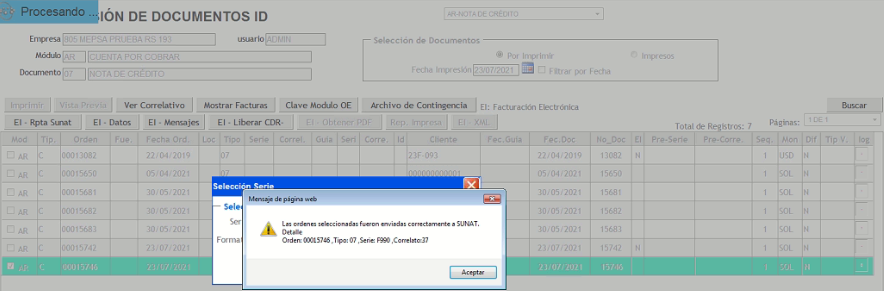 Procesando ...
IÓN DE DOCUMENTOS ID
AR-NOTA DE CRÉDITO
Empresa 805 MEPSA PRUEBA RS 193 usuario ADMIN
Selección de Documentos
Módulo AR CUENTA POR COBRAR
Por Imprimir Impresos
Documento 07 NOTA DE CRÉDITO
Fecha Impresión 23/07/2021 Filtrar por Fecha
Imprimir Vista Previa Ver Correlativo Mostrar Facturas Clave Modulo OE Archivo de Contingencia EI: Facturación Electrónica Buscar
EI - Rpta Sunat EI - Datos EI - Mensajes EI - Liberar CDR- EI - Obtener PDF Rep. Impresa EI - XML Total de Registros: 7 Páginas: 1 DE 1
Mod Tip. Orden Fue. Fecha Ord. Loc Tipo Serie Correl. Guía Seri Corre. Id Cliente Fec.Guía Fec.Doc No_Doc EI Pre-Serie Pre-Corre. Seq. Mon Dif Tip V. log
AR C 00013082 22/04/2019 07 23F-093 22/04/2019 13082 N 1 USD N
AR C 00015650 05/04/2021 07 000000000001 05/04/2021 15650 1 SOL N
AR C 00015681 30/05/2021 30/05/2021 15681 1 SOL N
AR C 00015682 30/05/2021 30/05/2021 15682 1 SOL N
AR C 00015683 30/05/2021 30/05/2021 15683 1 SOL N
AR C 00015742 23/07/2021 23/07/2021 15742 N 1 SOL N
AR C 00015746 23/07/2021 23/07/2021 15746 1 SOL N
Selección Serie
Selec
Ser
Format
Mensaje de página web
Las ordenes seleccionadas fueron enviadas correctamente a SUNAT.
Detalle
Orden: 00015746 ,Tipo: 07 ,Serie: F990 ,Correlato:37
Aceptar